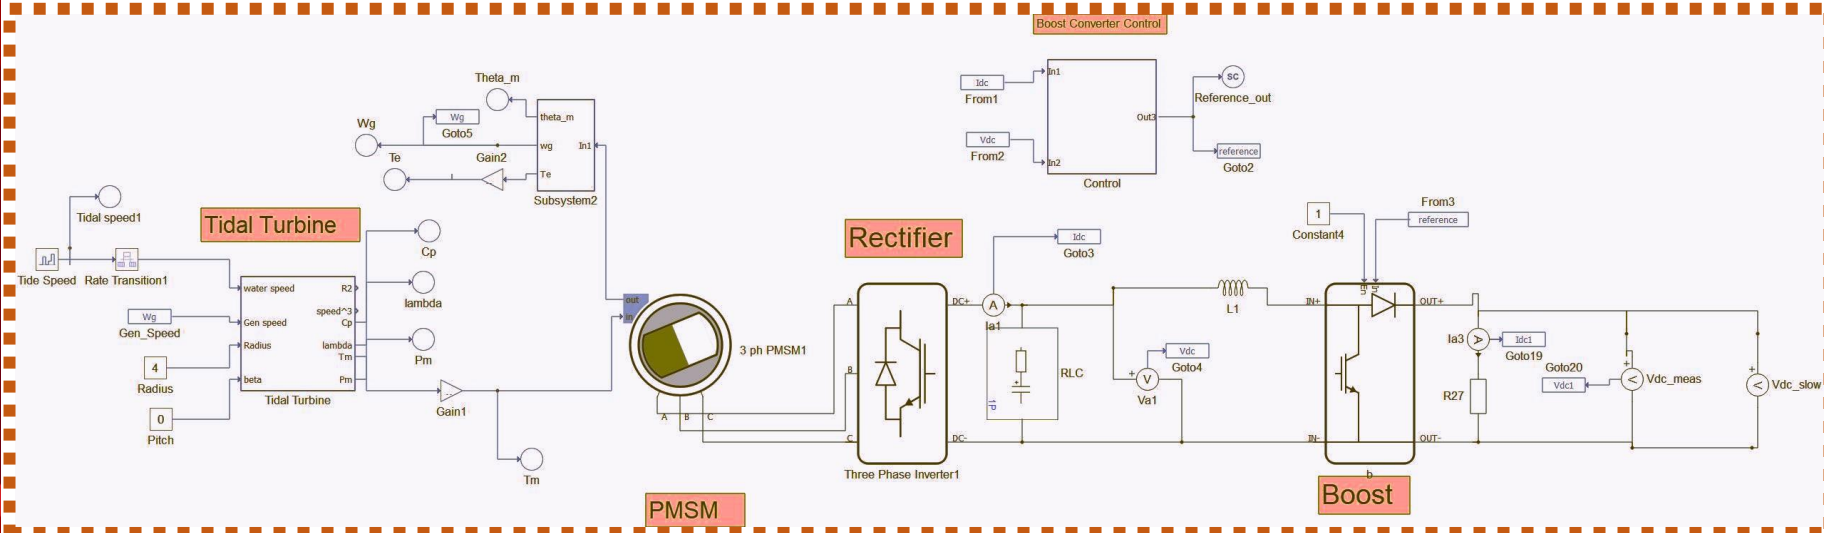 Boost Converter Control
Idc
From1
Vdc
From2
In1
In2
Out3
Control
SC
Reference_out
reference
Goto2
Theta_m
Wg
Wg
Goto5
Te
Gain2
theta_m
wg
Te
In1
Subsystem2
Tidal speed1
Tidal Turbine
Tide Speed
Rate Transition1
Wg
Gen_Speed
4
Radius
0
Pitch
water speed
Gen speed
Radius
beta
R2
speed^3
Cp
lambda
Tm
Pm
Tidal Turbine
Cp
lambda
Pm
Gain1
Tm
out
in
3 ph PMSM1
A
B
C
PMSM
Rectifier
A
B
C
DC+
DC-
Three Phase Inverter1
Idc
Goto3
A
Ia1
+
1P
RLC
Vdc
Goto4
+
V
Va1
L1
1
Constant4
From3
reference
En
In
IN+
IN-
OUT+
OUT-
b
Boost
Ia3
A
Idc1
Goto19
R27
Goto20
Vdc1
+
V
Vdc_meas
+
V
Vdc_slow